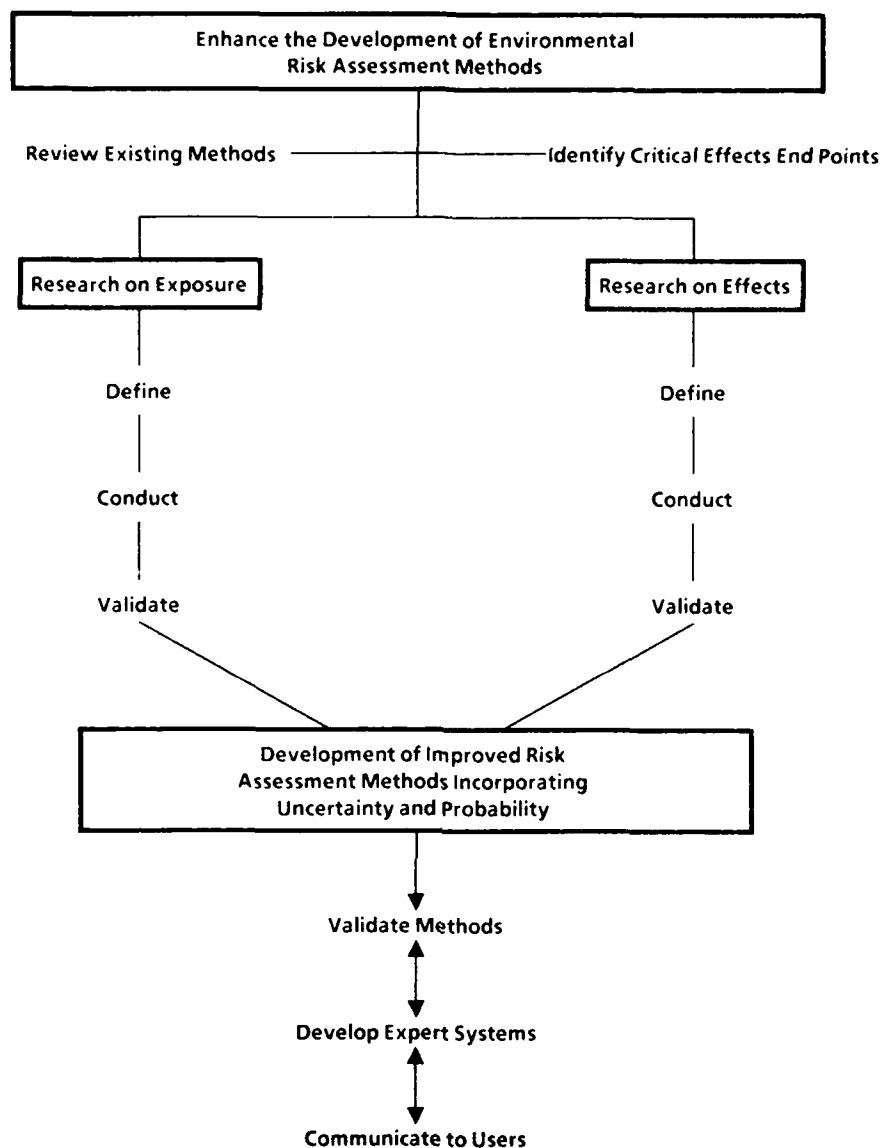 Enhance the Development of Environmental
Risk Assessment Methods
Review Existing Methods
Identify Critical Effects End Points
Research on Exposure
Research on Effects
Define
Define
Conduct
Conduct
Validate
Validate
Development of Improved Risk
Assessment Methods Incorporating
Uncertainty and Probability
Validate Methods
Develop Expert Systems
Communicate to Users